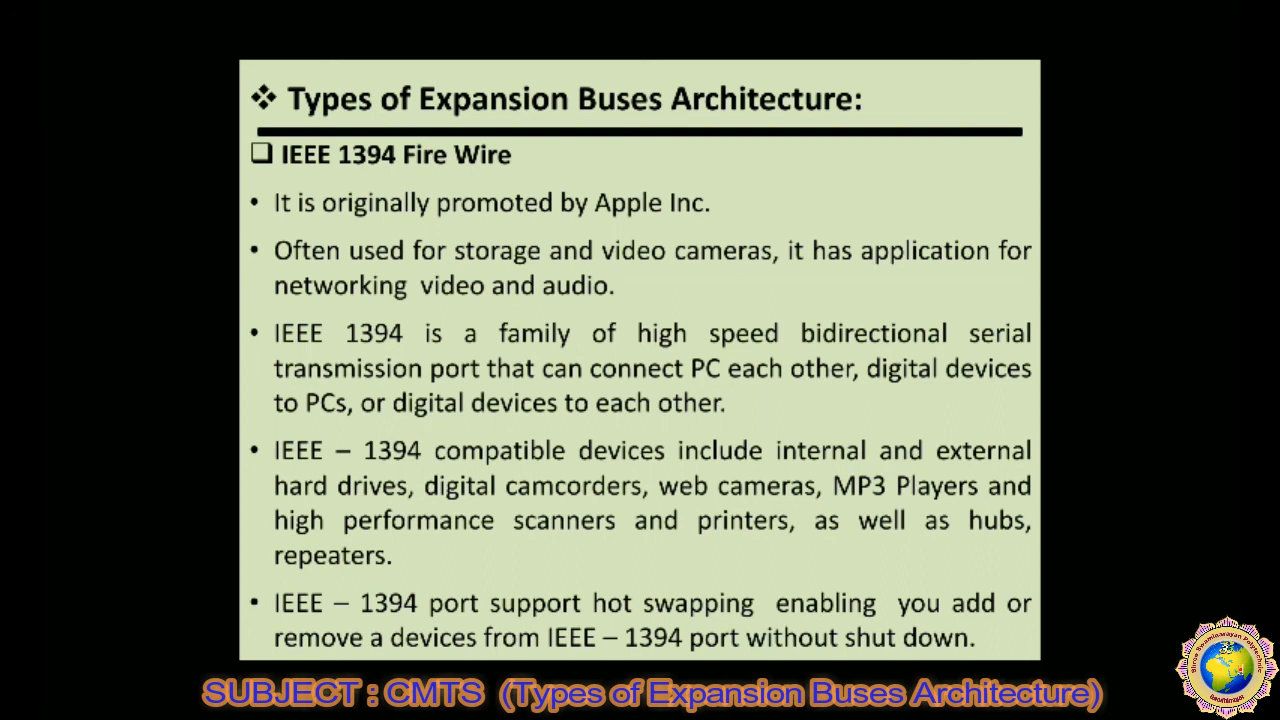 ❖ Types of Expansion Buses Architecture:
❑ IEEE 1394 Fire Wire
• It is originally promoted by Apple Inc.
• Often used for storage and video cameras, it has application for
networking video and audio.
• IEEE 1394 is a family of high speed bidirectional serial
transmission port that can connect PC each other, digital devices
to PCs, or digital devices to each other.
• IEEE – 1394 compatible devices include internal and external
hard drives, digital camcorders, web cameras, MP3 Players and
high performance scanners and printers, as well as hubs,
repeaters.
• IEEE – 1394 port support hot swapping enabling you add or
remove a devices from IEEE – 1394 port without shut down.
SUBJECT : CMTS (Types of Expansion Buses Architecture)